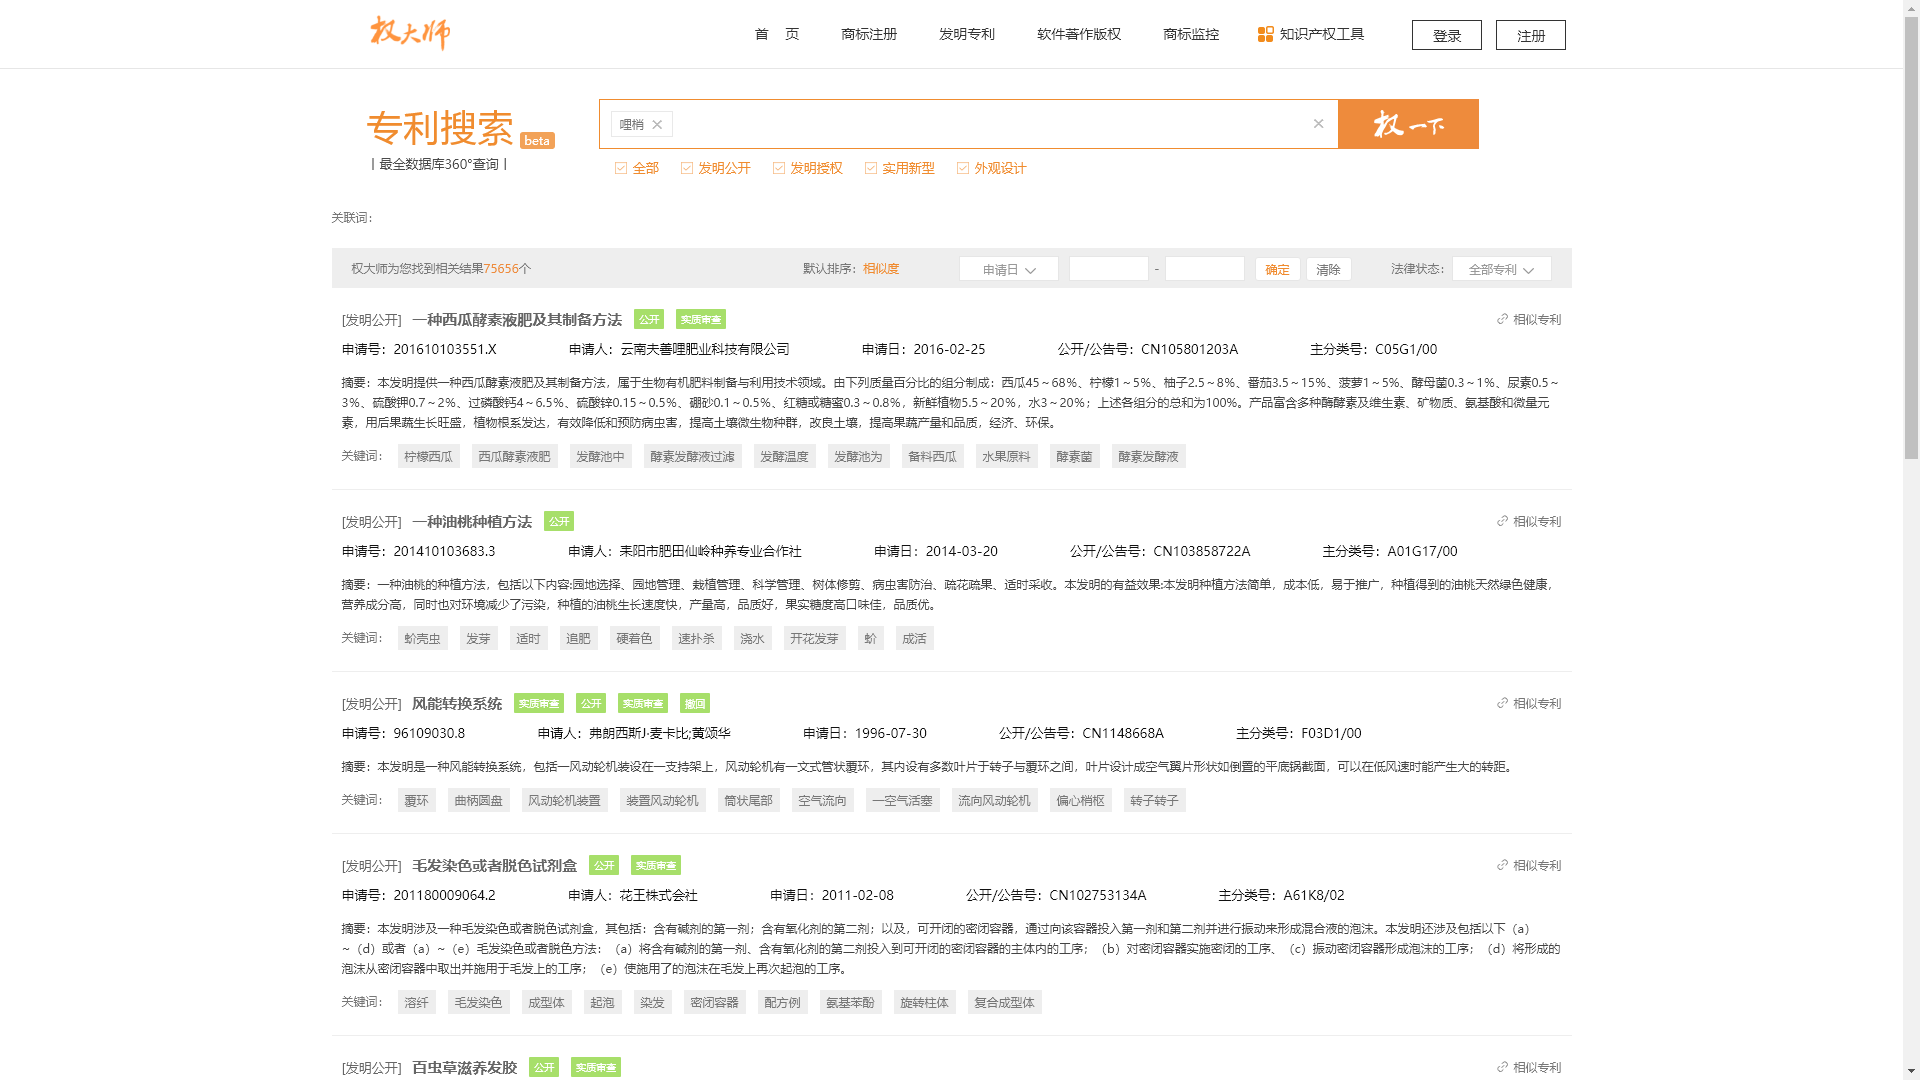 权大师
首 页 商标注册 发明专利 软件著作版权 商标监控 知识产权工具 登录 注册
专利搜索 beta
丨最全数据库360°查询丨
哩梢 权一下
全部 发明公开 发明授权 实用新型 外观设计
关联词：
权大师为您找到相关结果75656个 默认排序： 相似度 申请日 - 确定 清除 法律状态： 全部专利
[发明公开] 一种西瓜酵素液肥及其制备方法 公开 实质审查 相似专利
申请号：201610103551.X 申请人：云南夫善哩肥业科技有限公司 申请日：2016-02-25 公开/公告号：CN105801203A 主分类号：C05G1/00
摘要：本发明提供一种西瓜酵素液肥及其制备方法，属于生物有机肥料制备与利用技术领域。由下列质量百分比的组分制成：西瓜45～68%、柠檬1～5%、柚子2.5～8%、番茄3.5～15%、菠萝1～5%、酵母菌0.3～1%、尿素0.5～
3%、硫酸钾0.7～2%、过磷酸钙4～6.5%、硫酸锌0.15～0.5%、硼砂0.1～0.5%、红糖或糖蜜0.3～0.8%，新鲜植物5.5～20%，水3～20%；上述各组分的总和为100%。产品富含多种酶酵素及维生素、矿物质、氨基酸和微量元
素，用后果蔬生长旺盛，植物根系发达，有效降低和预防病虫害，提高土壤微生物种群，改良土壤，提高果蔬产量和品质，经济、环保。
关键词： 柠檬西瓜 西瓜酵素液肥 发酵池中 酵素发酵液过滤 发酵温度 发酵池为 备料西瓜 水果原料 酵素菌 酵素发酵液
[发明公开] 一种油桃种植方法 公开 相似专利
申请号：201410103683.3 申请人：耒阳市肥田仙岭种养专业合作社 申请日：2014-03-20 公开/公告号：CN103858722A 主分类号：A01G17/00
摘要：一种油桃的种植方法，包括以下内容:园地选择、园地管理、栽植管理、科学管理、树体修剪、病虫害防治、疏花疏果、适时采收。本发明的有益效果:本发明种植方法简单，成本低，易于推广，种植得到的油桃天然绿色健康，
营养成分高，同时也对环境减少了污染，种植的油桃生长速度快，产量高，品质好，果实糖度高口味佳，品质优。
关键词： 蚧壳虫 发芽 适时 追肥 硬着色 速扑杀 浇水 开花发芽 蚧 成活
[发明公开] 风能转换系统 实质审查 公开 实质审查 撤回 相似专利
申请号：96109030.8 申请人：弗朗西斯J·麦卡比;黄颂华 申请日：1996-07-30 公开/公告号：CN1148668A 主分类号：F03D1/00
摘要：本发明是一种风能转换系统，包括一风动轮机装设在一支持架上，风动轮机有一文式管状覆环，其内设有多数叶片于转子与覆环之间，叶片设计成空气翼片形状如倒置的平底锅截面，可以在低风速时能产生大的转距。
关键词： 覆环 曲柄圆盘 风动轮机装置 装置风动轮机 筒状尾部 空气流向 一空气活塞 流向风动轮机 偏心梢枢 转子转子
[发明公开] 毛发染色或者脱色试剂盒 公开 实质审查 相似专利
申请号：201180009064.2 申请人：花王株式会社 申请日：2011-02-08 公开/公告号：CN102753134A 主分类号：A61K8/02
摘要：本发明涉及一种毛发染色或者脱色试剂盒，其包括：含有碱剂的第一剂；含有氧化剂的第二剂；以及，可开闭的密闭容器，通过向该容器投入第一剂和第二剂并进行振动来形成混合液的泡沫。本发明还涉及包括以下（a）
~（d）或者（a）~（e）毛发染色或者脱色方法：（a）将含有碱剂的第一剂、含有氧化剂的第二剂投入到可开闭的密闭容器的主体内的工序；（b）对密闭容器实施密闭的工序、（c）振动密闭容器形成泡沫的工序；（d）将形成的
泡沫从密闭容器中取出并施用于毛发上的工序；（e）使施用了的泡沫在毛发上再次起泡的工序。
关键词： 溶纤 毛发染色 成型体 起泡 染发 密闭容器 配方例 氨基苯酚 旋转柱体 复合成型体
[发明公开] 百虫草滋养发胶 公开 实质审查 相似专利